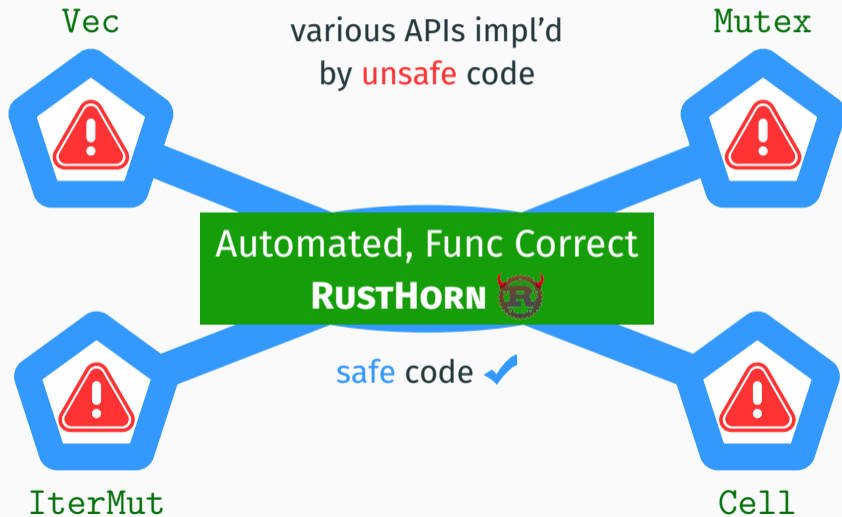 Vec
various APIs impl'd
by unsafe code
Mutex
Automated, Func Correct
RUSTHORN
safe code
IterMut
Cell